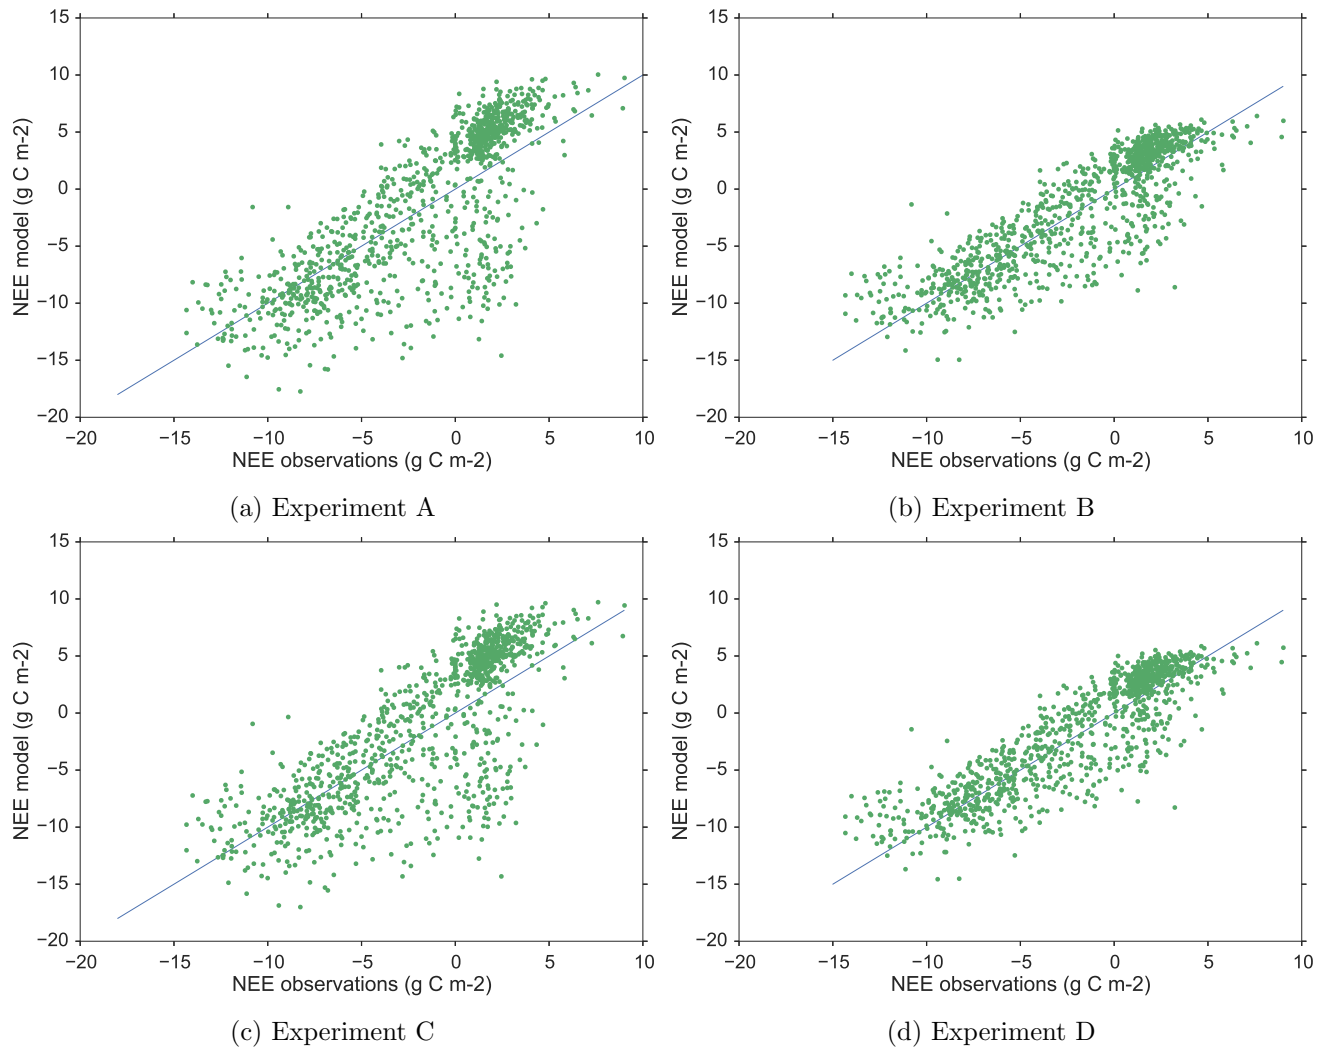 15
10
5
0
−5
−10
−15
−20
NEE model (g C m-2)
−20 −15 −10 −5 0 5 10
NEE observations (g C m-2)
(a) Experiment A
15
10
5
0
−5
−10
−15
−20
NEE model (g C m-2)
−20 −15 −10 −5 0 5 10
NEE observations (g C m-2)
(b) Experiment B
15
10
5
0
−5
−10
−15
−20
NEE model (g C m-2)
−20 −15 −10 −5 0 5 10
NEE observations (g C m-2)
(c) Experiment C
15
10
5
0
−5
−10
−15
−20
NEE model (g C m-2)
−20 −15 −10 −5 0 5 10
NEE observations (g C m-2)
(d) Experiment D